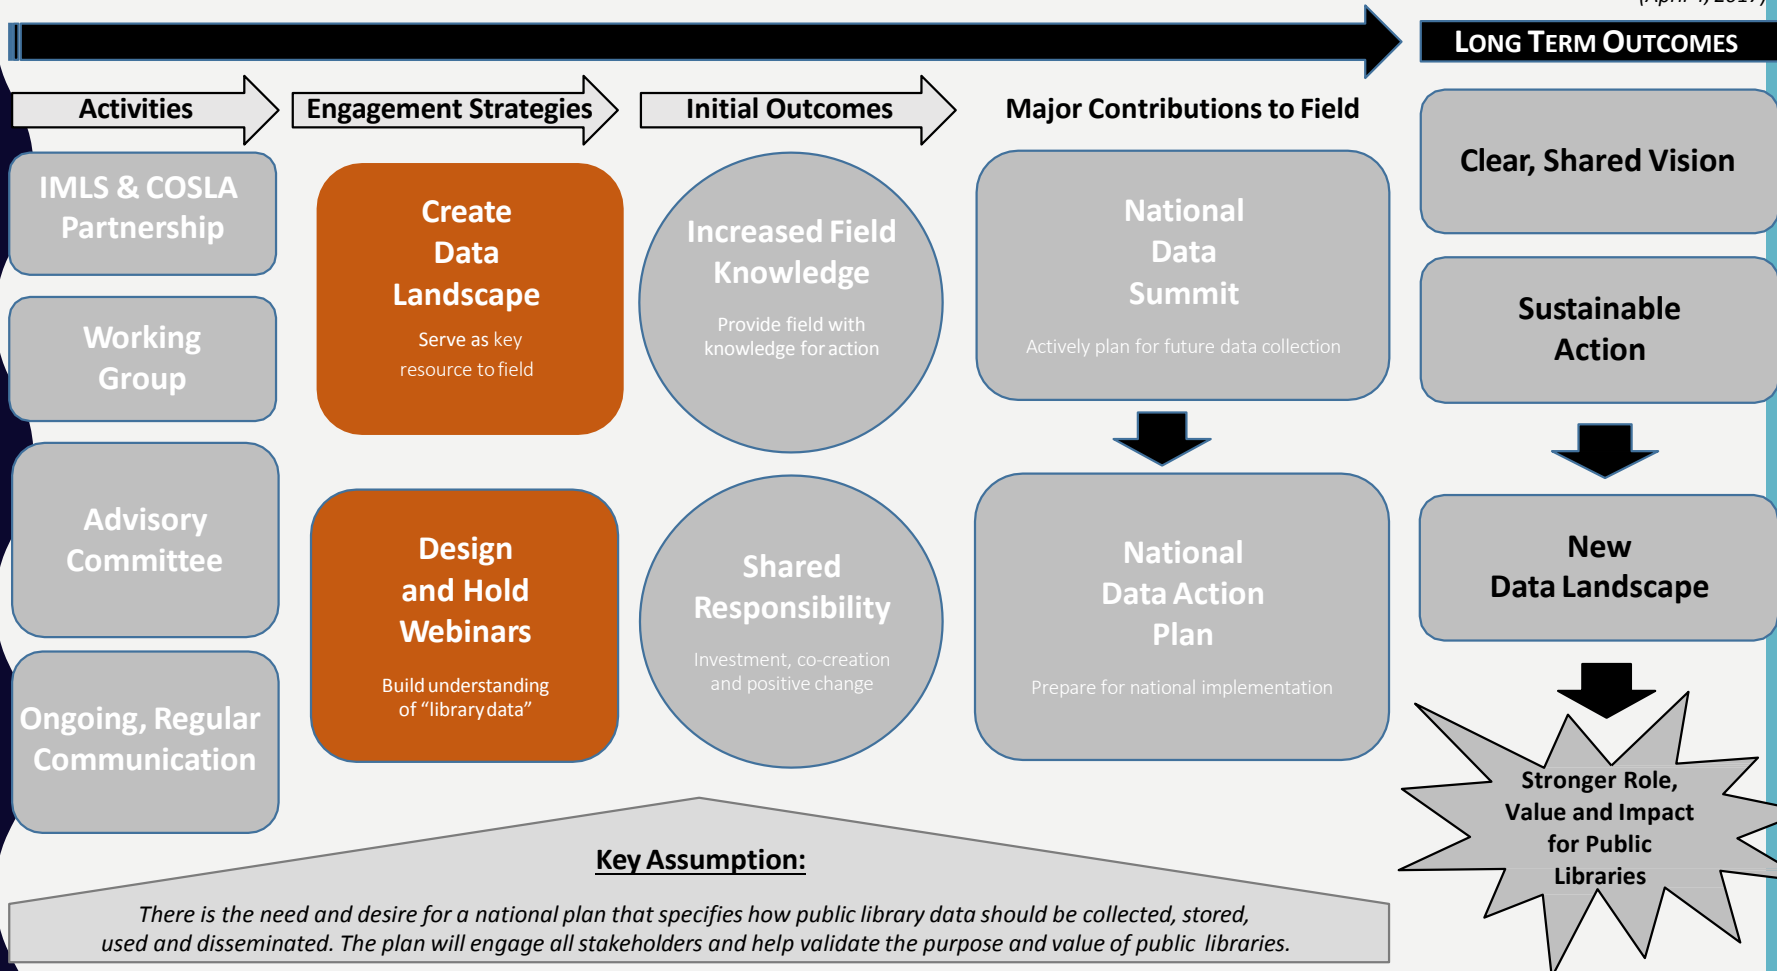 LONG TERM OUTCOMES
Activities
Engagement Strategies
Initial Outcomes
Major Contributions to Field
IMLS & COSLA
Partnership
Working
Group
Advisory
Committee
Ongoing, Regular
Communication
Create
Data
Landscape
Serve as key
resource to field
Design
and Hold
Webinars
Build understanding
of “library data”
Increased Field
Knowledge
Provide field with
knowledge for action
Shared
Responsibility
Investment, co-creation
and positive change
National
Data
Summit
Actively plan for future data collection
National
Data Action
Plan
Prepare for national implementation
Clear, Shared Vision
Sustainable
Action
New
Data Landscape
Stronger Role,
Value and Impact
for Public
Libraries
Key Assumption:
There is the need and desire for a national plan that specifies how public library data should be collected, stored,
used and disseminated. The plan will engage all stakeholders and help validate the purpose and value of public libraries.